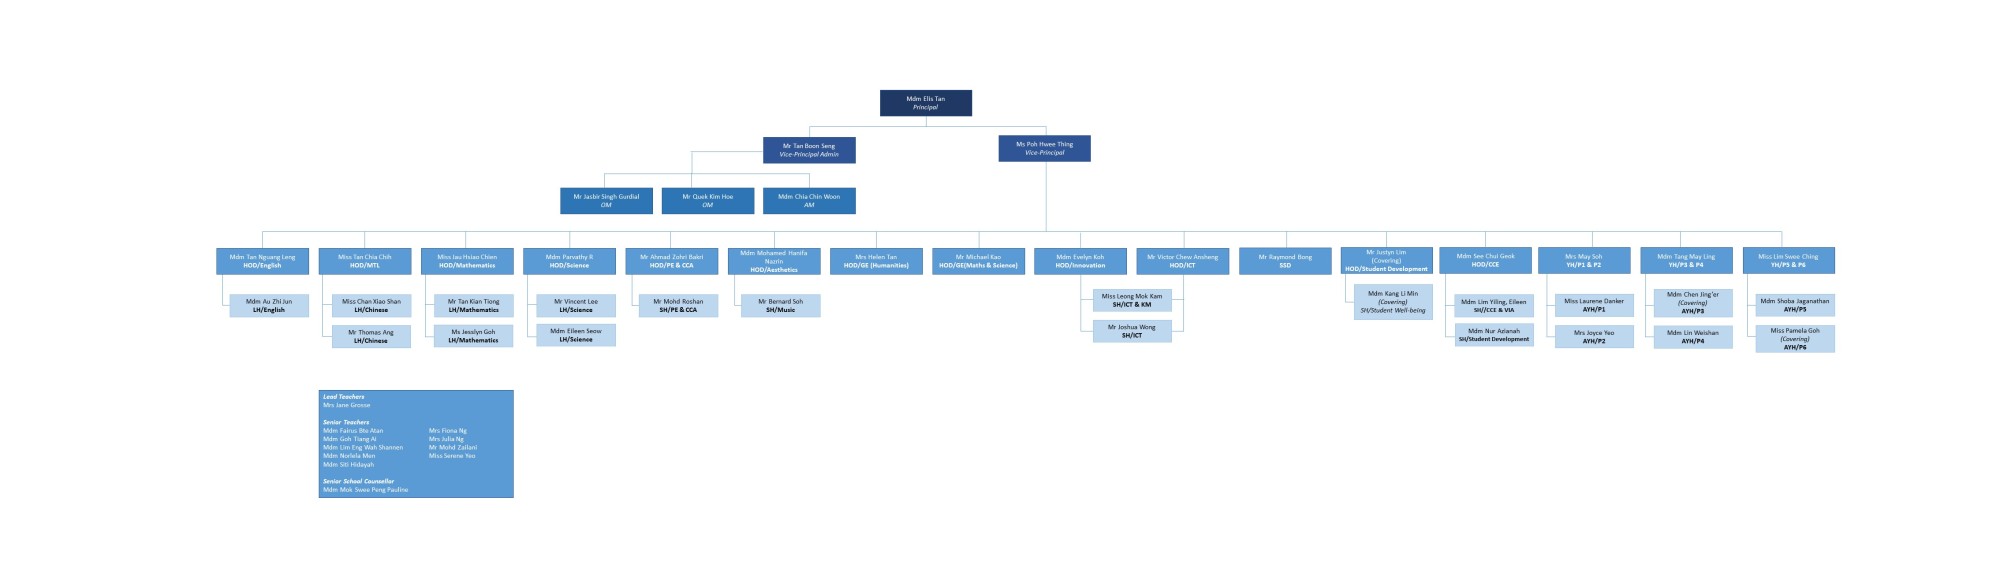 Mdm Elis Tan
Principal
Mr Tan Boon Seng
Vice-Principal Admin
Ms Poh Hwee Thing
Vice-Principal
Mr Jasbir Singh Gurdial
OM
Mr Quek Kim Hoe
OM
Mdm Chia Chin Woon
AM
Mdm Tan Nguang Leng
HOD/English
Miss Tan Chia Chih
HOD/MTL
Miss Iau Hsiao Chien
HOD/Mathematics
Mdm Parvathy R
HOD/Science
Mr Ahmad Zohri Bakri
HOD/PE & CCA
Mdm Mohamed Hanifa
Nazrin
HOD/Aesthetics
Mrs Helen Tan
HOD/GE (Humanities)
Mr Michael Kao
HOD/GE(Maths & Science)
Mdm Evelyn Koh
HOD/Innovation
Mr Victor Chew Ansheng
HOD/ICT
Mr Raymond Bong
SSD
Mr Justyn Lim
(Covering)
HOD/Student Development
Mdm See Chui Geok
HOD/CCE
Mrs May Soh
YH/P1 & P2
Mdm Tang May Ling
YH/P3 & P4
Miss Lim Swee Ching
YH/P5 & P6
Mdm Au Zhi Jun
LH/English
Miss Chan Xiao Shan
LH/Chinese
Mr Thomas Ang
LH/Chinese
Mr Tan Kian Tiong
LH/Mathematics
Ms Jesslyn Goh
LH/Mathematics
Mr Vincent Lee
LH/Science
Mdm Eileen Seow
LH/Science
Mr Mohd Roshan
SH/PE & CCA
Mr Bernard Soh
SH/Music
Miss Leong Mok Kam
SH/ICT & KM
Mr Joshua Wong
SH/ICT
Mdm Kang Li Min
(Covering)
SH/Student Well-being
Mdm Lim Yiling, Eileen
SH//CCE & VIA
Mdm Nur Azianah
SH/Student Development
Miss Laurene Danker
AYH/P1
Mrs Joyce Yeo
AYH/P2
Mdm Chen Jing'er
(Covering)
AYH/P3
Mdm Lin Weishan
AYH/P4
Mdm Shoba Jaganathan
AYH/P5
Miss Pamela Goh
(Covering)
AYH/P6
Lead Teachers
Mrs Jane Grosse
Senior Teachers
Mdm Fairus Bte Atan
Mdm Goh Tiang Ai
Mdm Lim Eng Wah Shannen
Mdm Norlela Men
Mdm Siti Hidayah
Mrs Fiona Ng
Mrs Julia Ng
Mr Mohd Zailani
Miss Serene Yeo
Senior School Counsellor
Mdm Mok Swee Peng Pauline